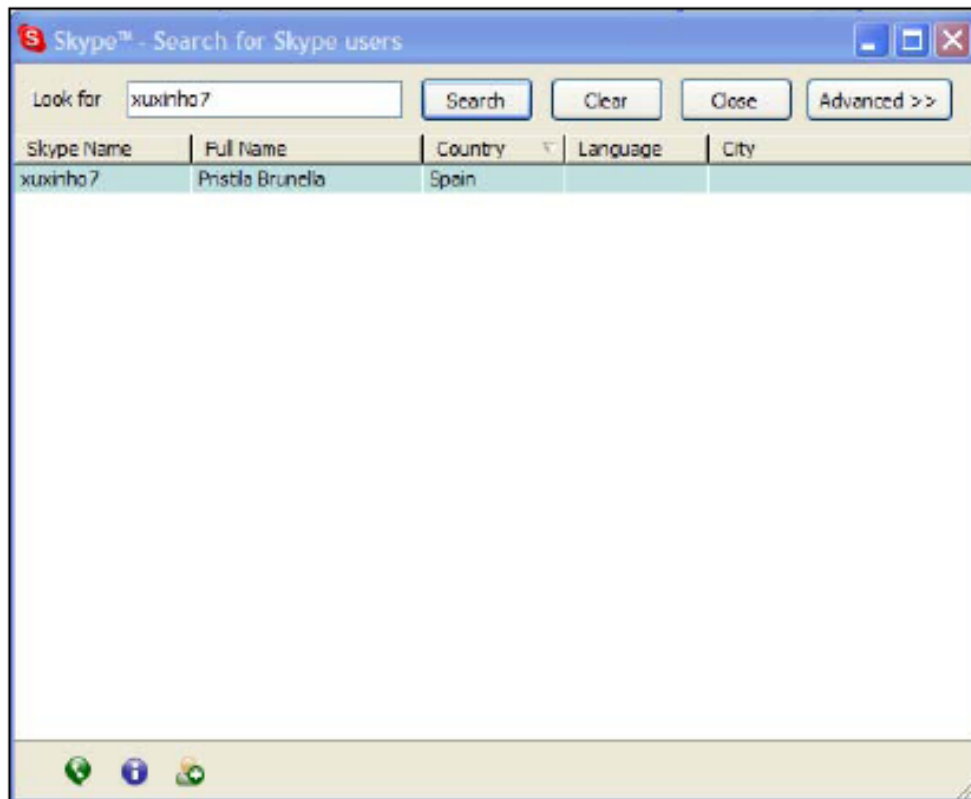 Skype™ - Search for Skype users
Look for xuxinho7 Search Clear Close Advanced >>
Skype Name Full Name Country Language City
xuxinho7 Pristila Brunella Spain